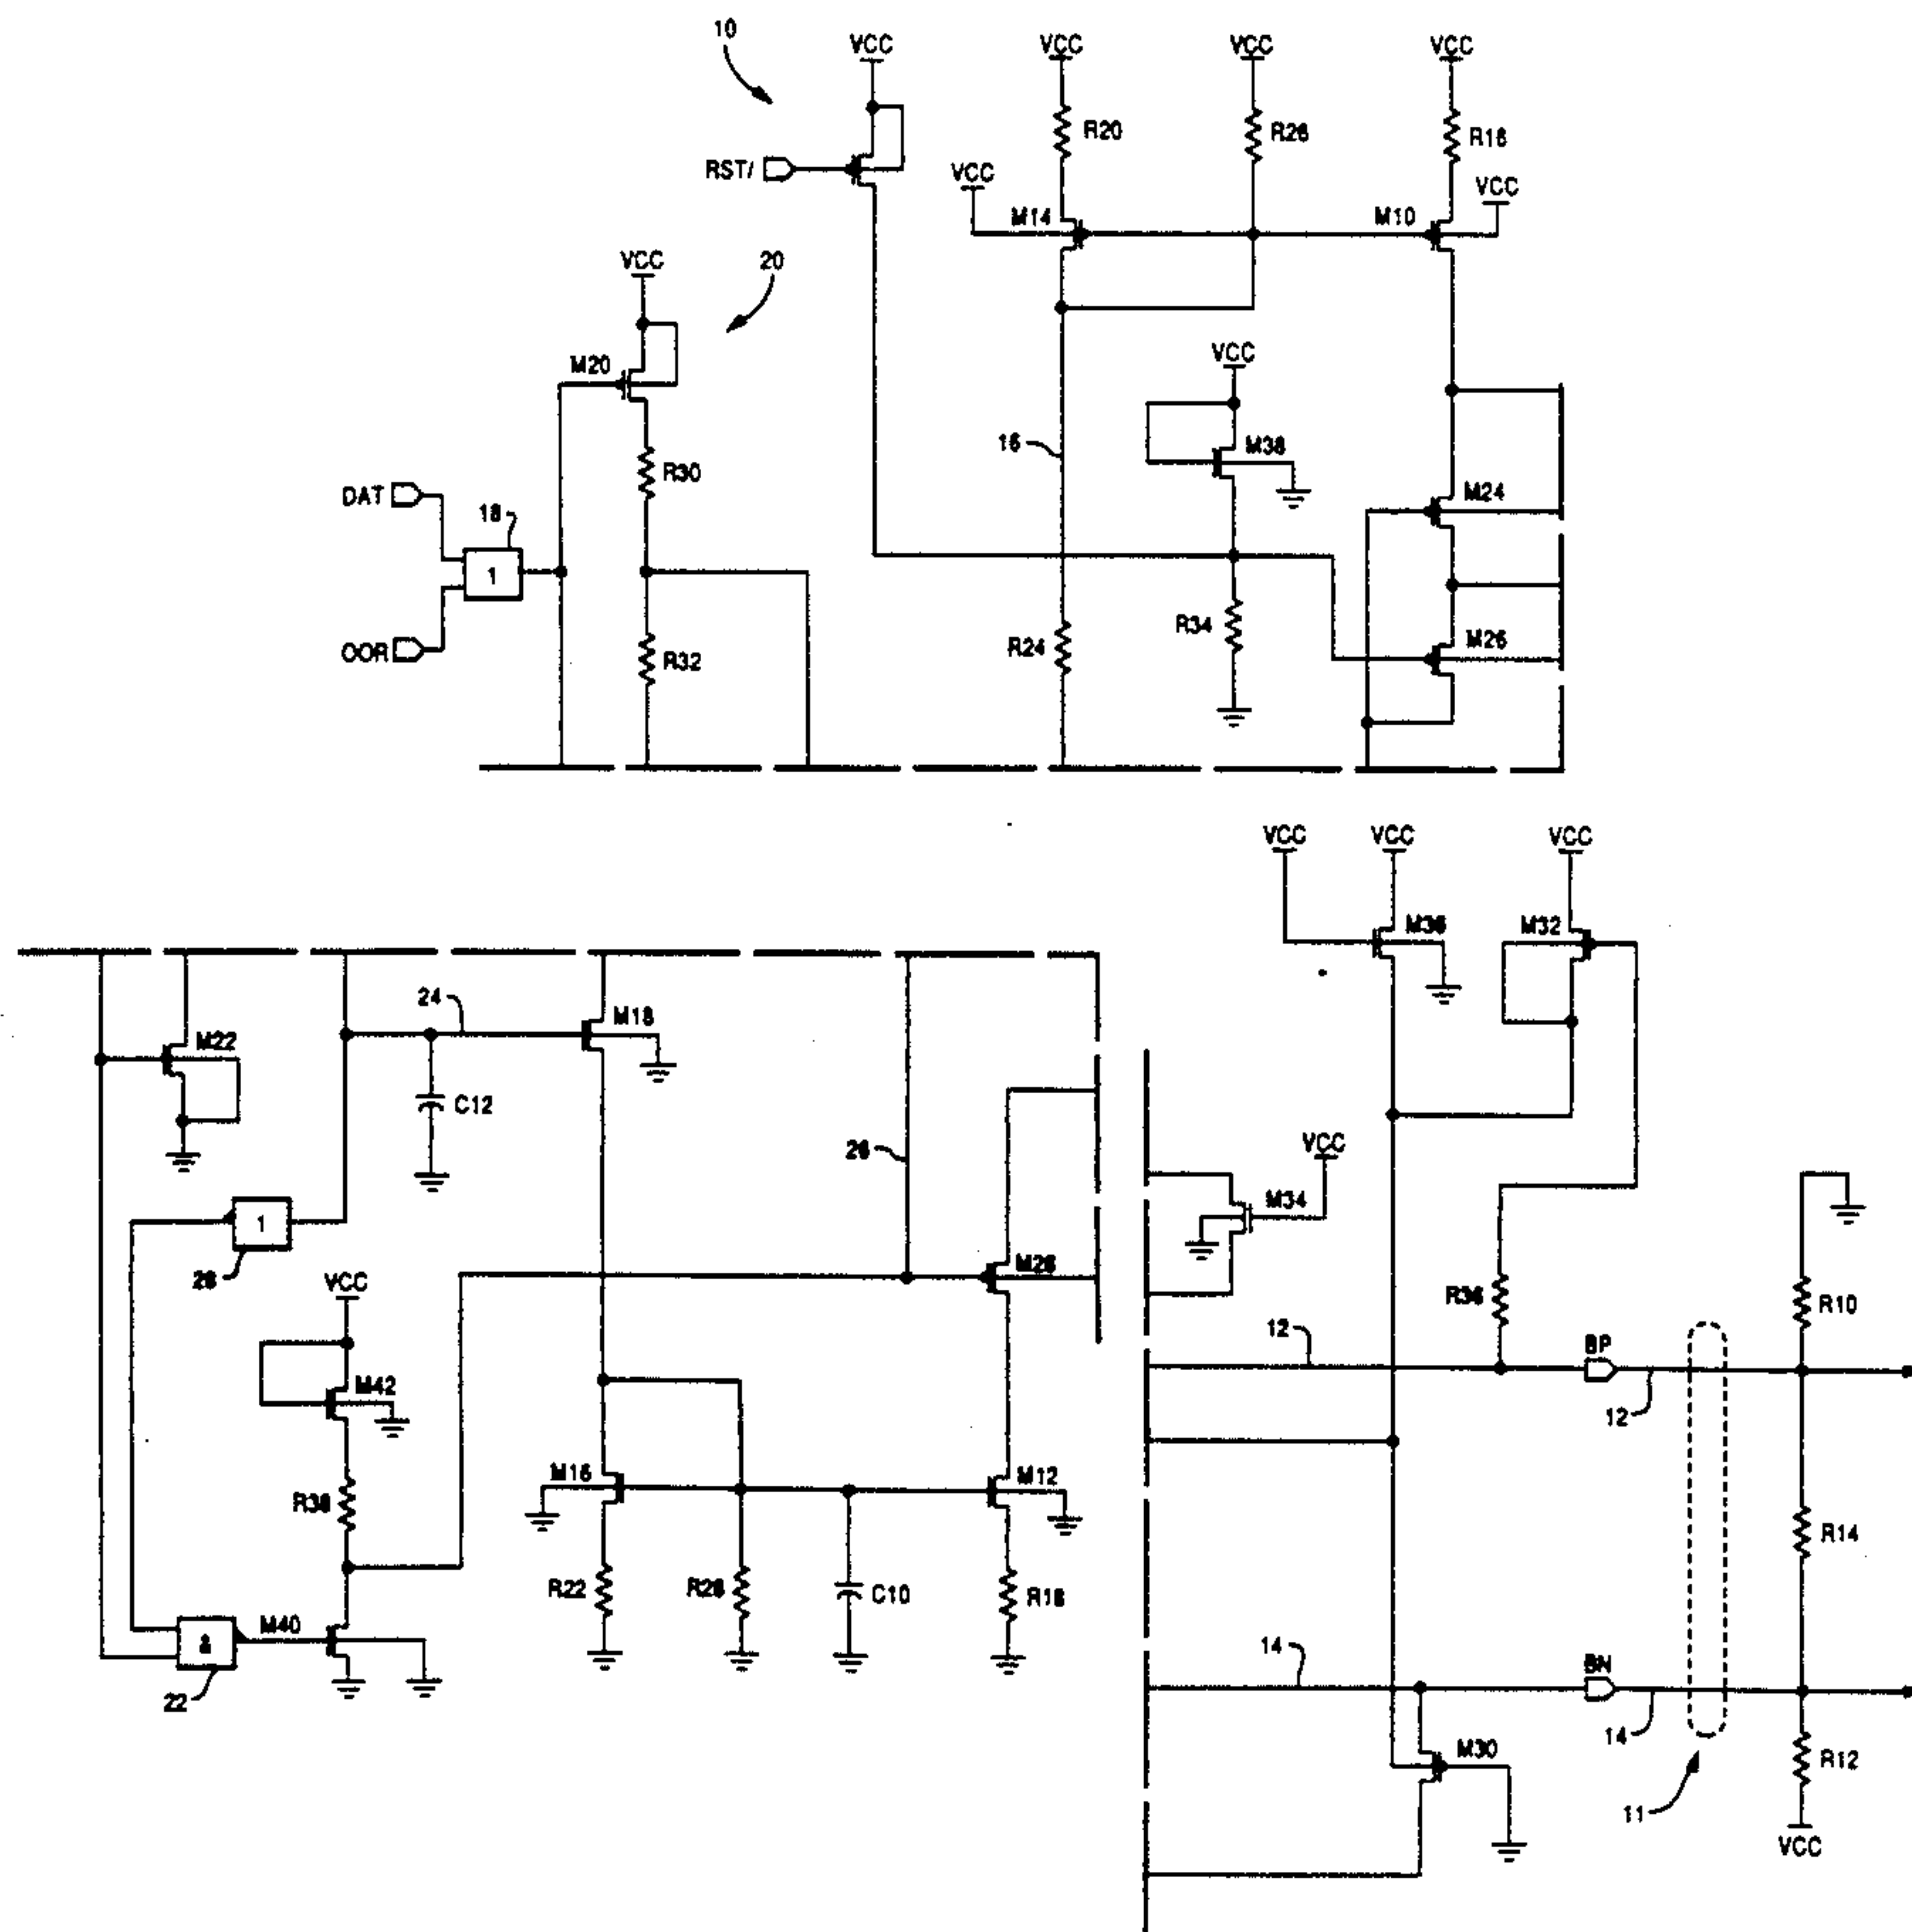 10
VCC
VCC
VCC
VCC
R20
R26
R16
RST/
VCC
VCC
M14
M10
VCC
20
M20
VCC
16
M38
R30
M24
DAT
18
1
R34
M26
R24
OOR
R32
VCC
VCC
VCC
M36
M32
24
M18
M22
C12
26
VCC
M34
1
28
VCC
M28
R36
R10
12
BP
M42
12
M16
M12
R38
R14
R22
R28
C10
R18
M40
&
22
14
BN
14
M30
R12
11
VCC